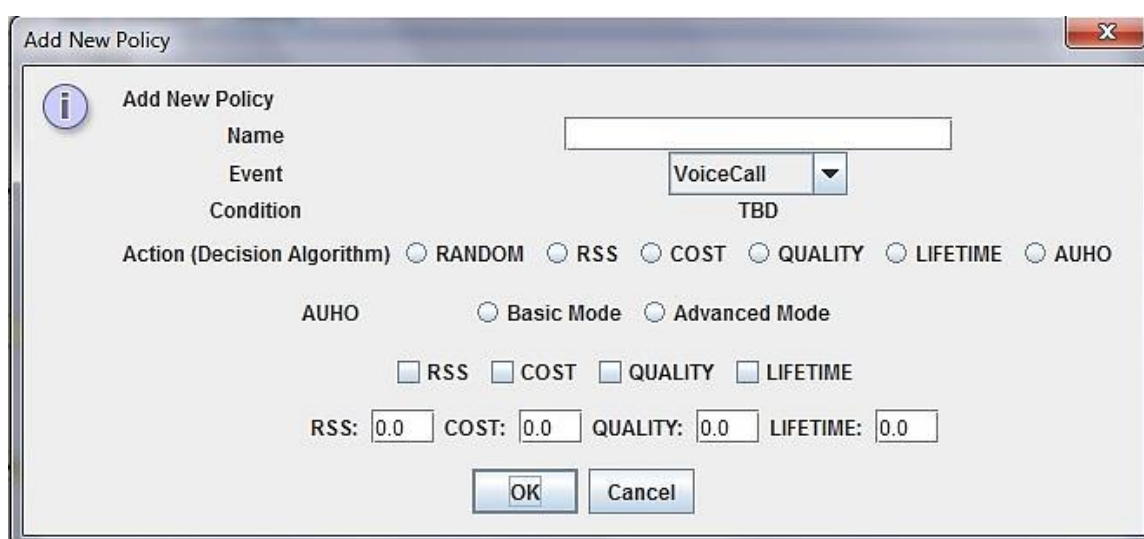 Add New Policy
Add New Policy
Name
Event VoiceCall
Condition TBD
Action (Decision Algorithm) RANDOM RSS COST QUALITY LIFETIME AUHO
AUHO Basic Mode Advanced Mode
RSS COST QUALITY LIFETIME
RSS: 0.0 COST: 0.0 QUALITY: 0.0 LIFETIME: 0.0
OK Cancel